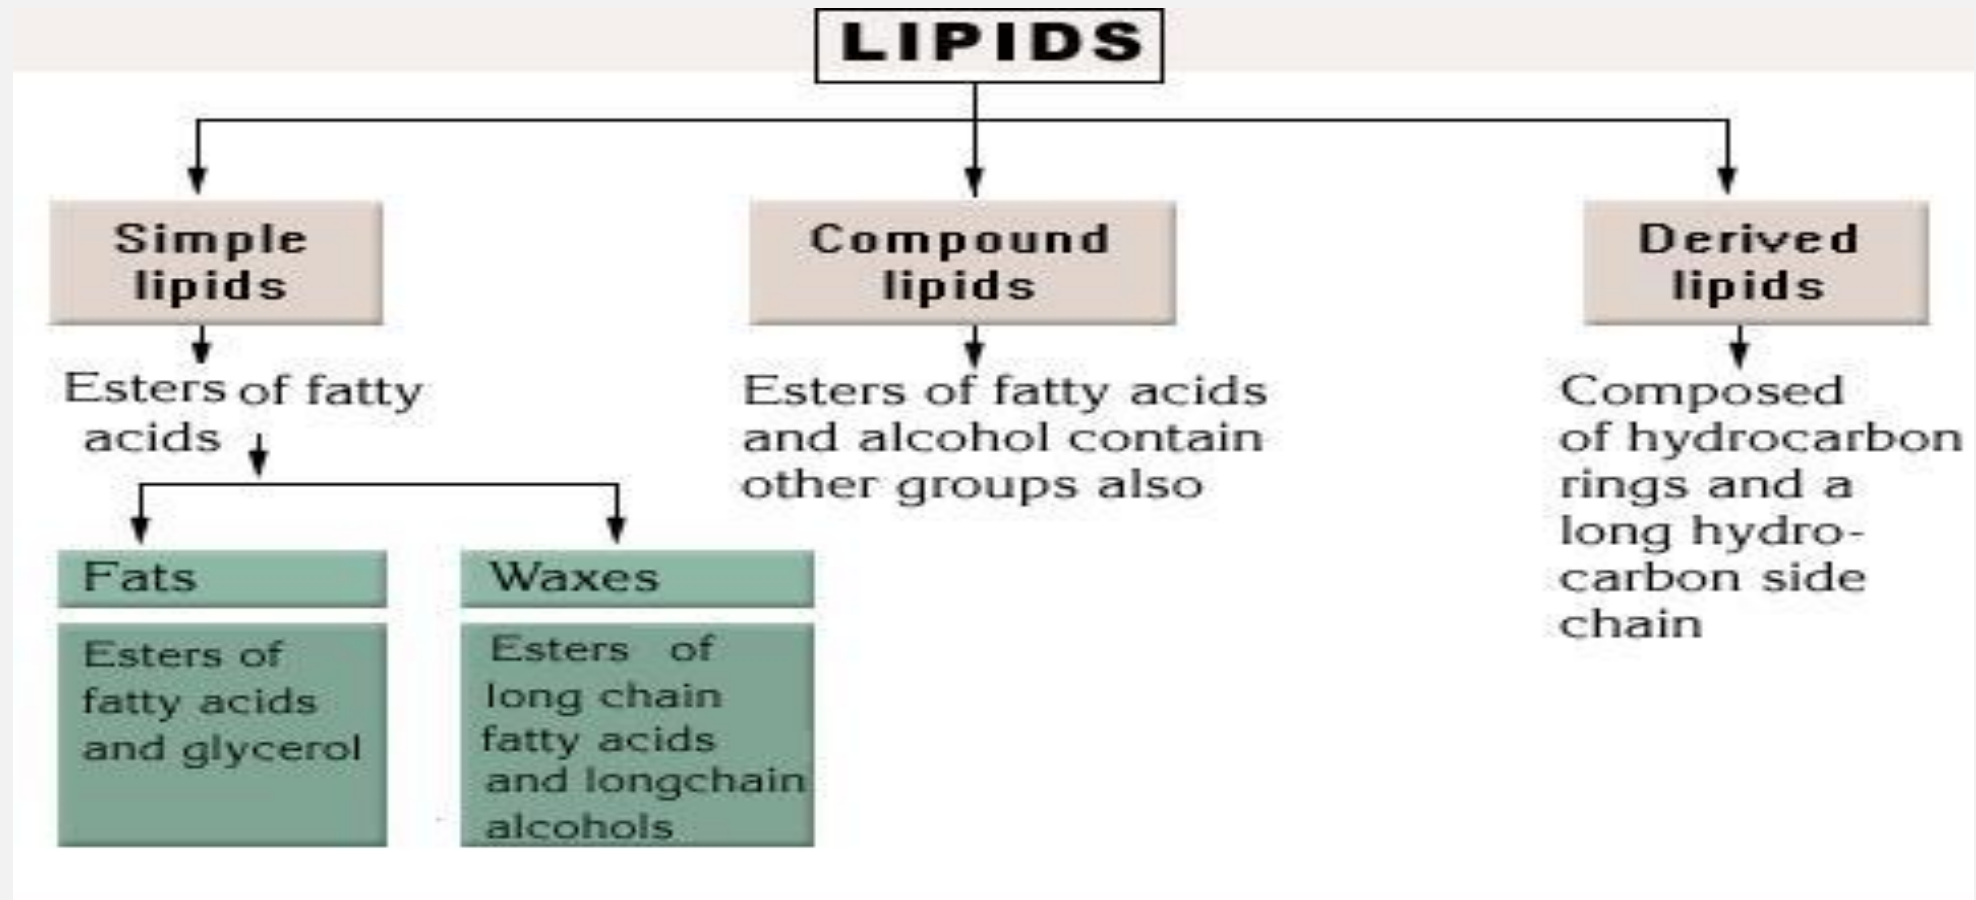 LIPIDS
Simple
lipids
Esters of fatty
acids
Fats
Esters of
fatty acids
and glycerol
Waxes
Esters of
long chain
fatty acids
and longchain
alcohols
Compound
lipids
Esters of fatty acids
and alcohol contain
other groups also
Derived
lipids
Composed
of hydrocarbon
rings and a
long hydro-
carbon side
chain